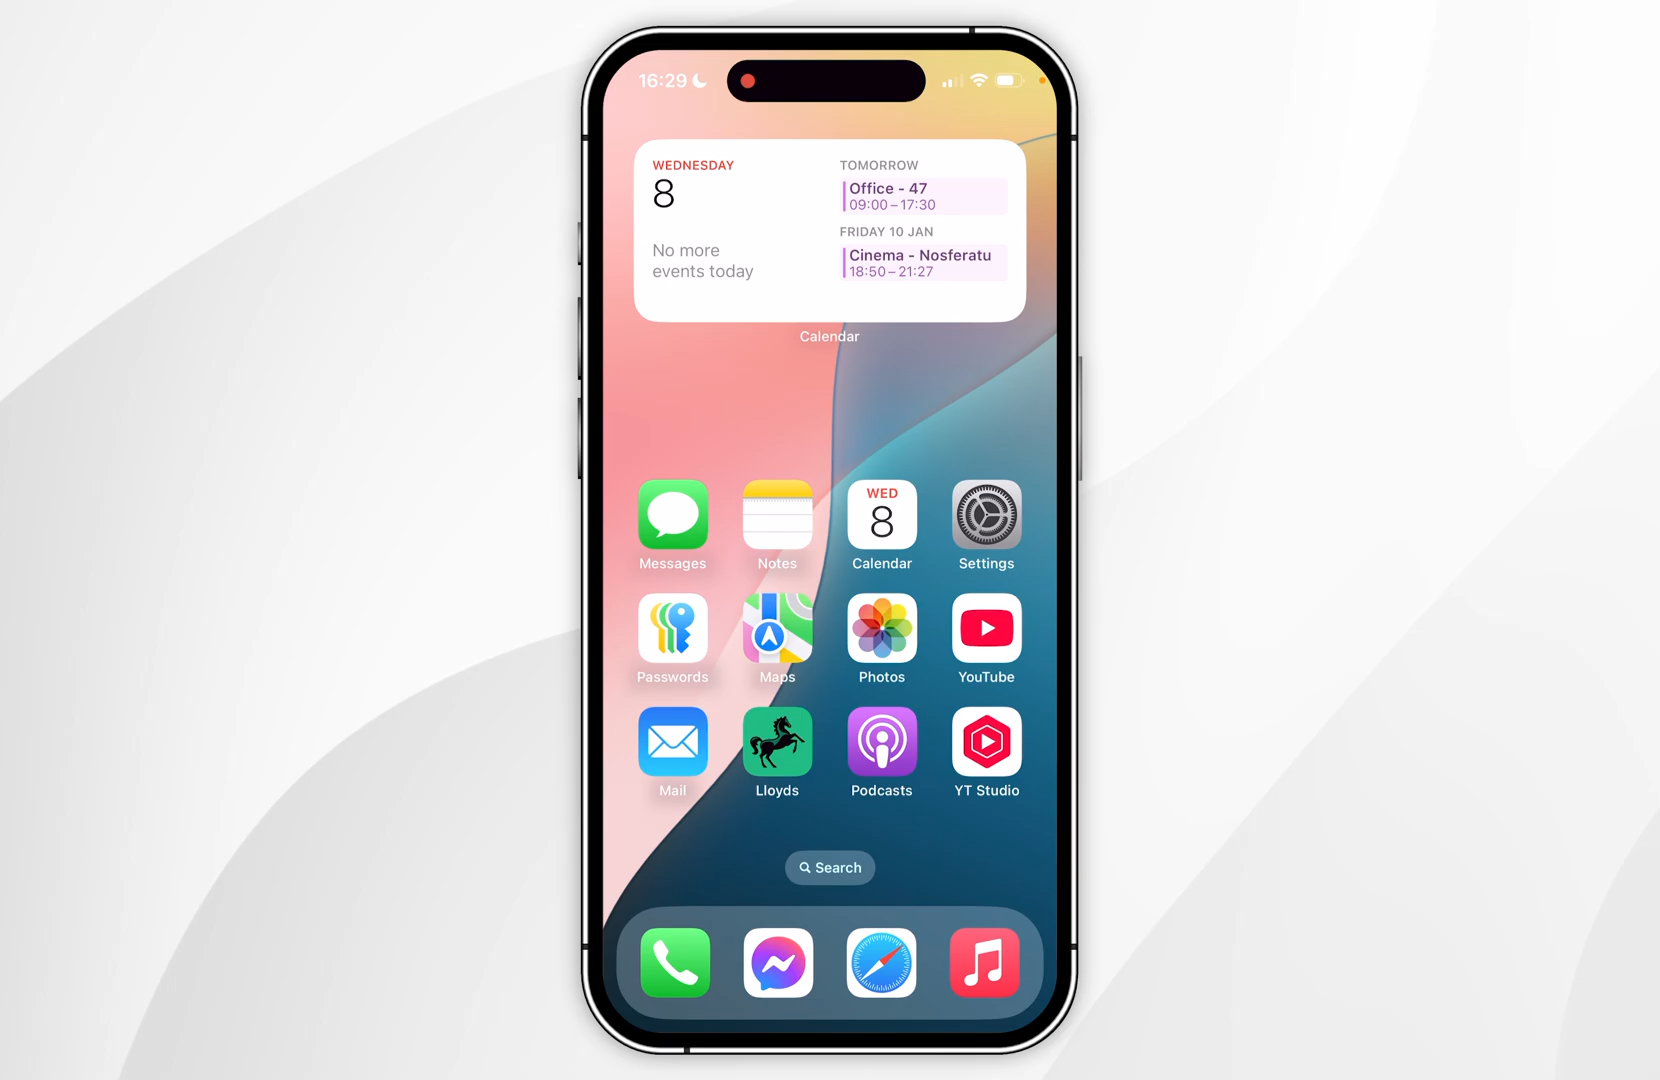 16:29
WEDNESDAY
8
No more
events today
TOMORROW
Office - 47
09:00 – 17:30
FRIDAY 10 JAN
Cinema - Nosferatu
18:50 – 21:27
Calendar
WED
8
Messages
Notes
Calendar
Settings
Passwords
Maps
Photos
YouTube
Mail
Lloyds
Podcasts
YT Studio
Search